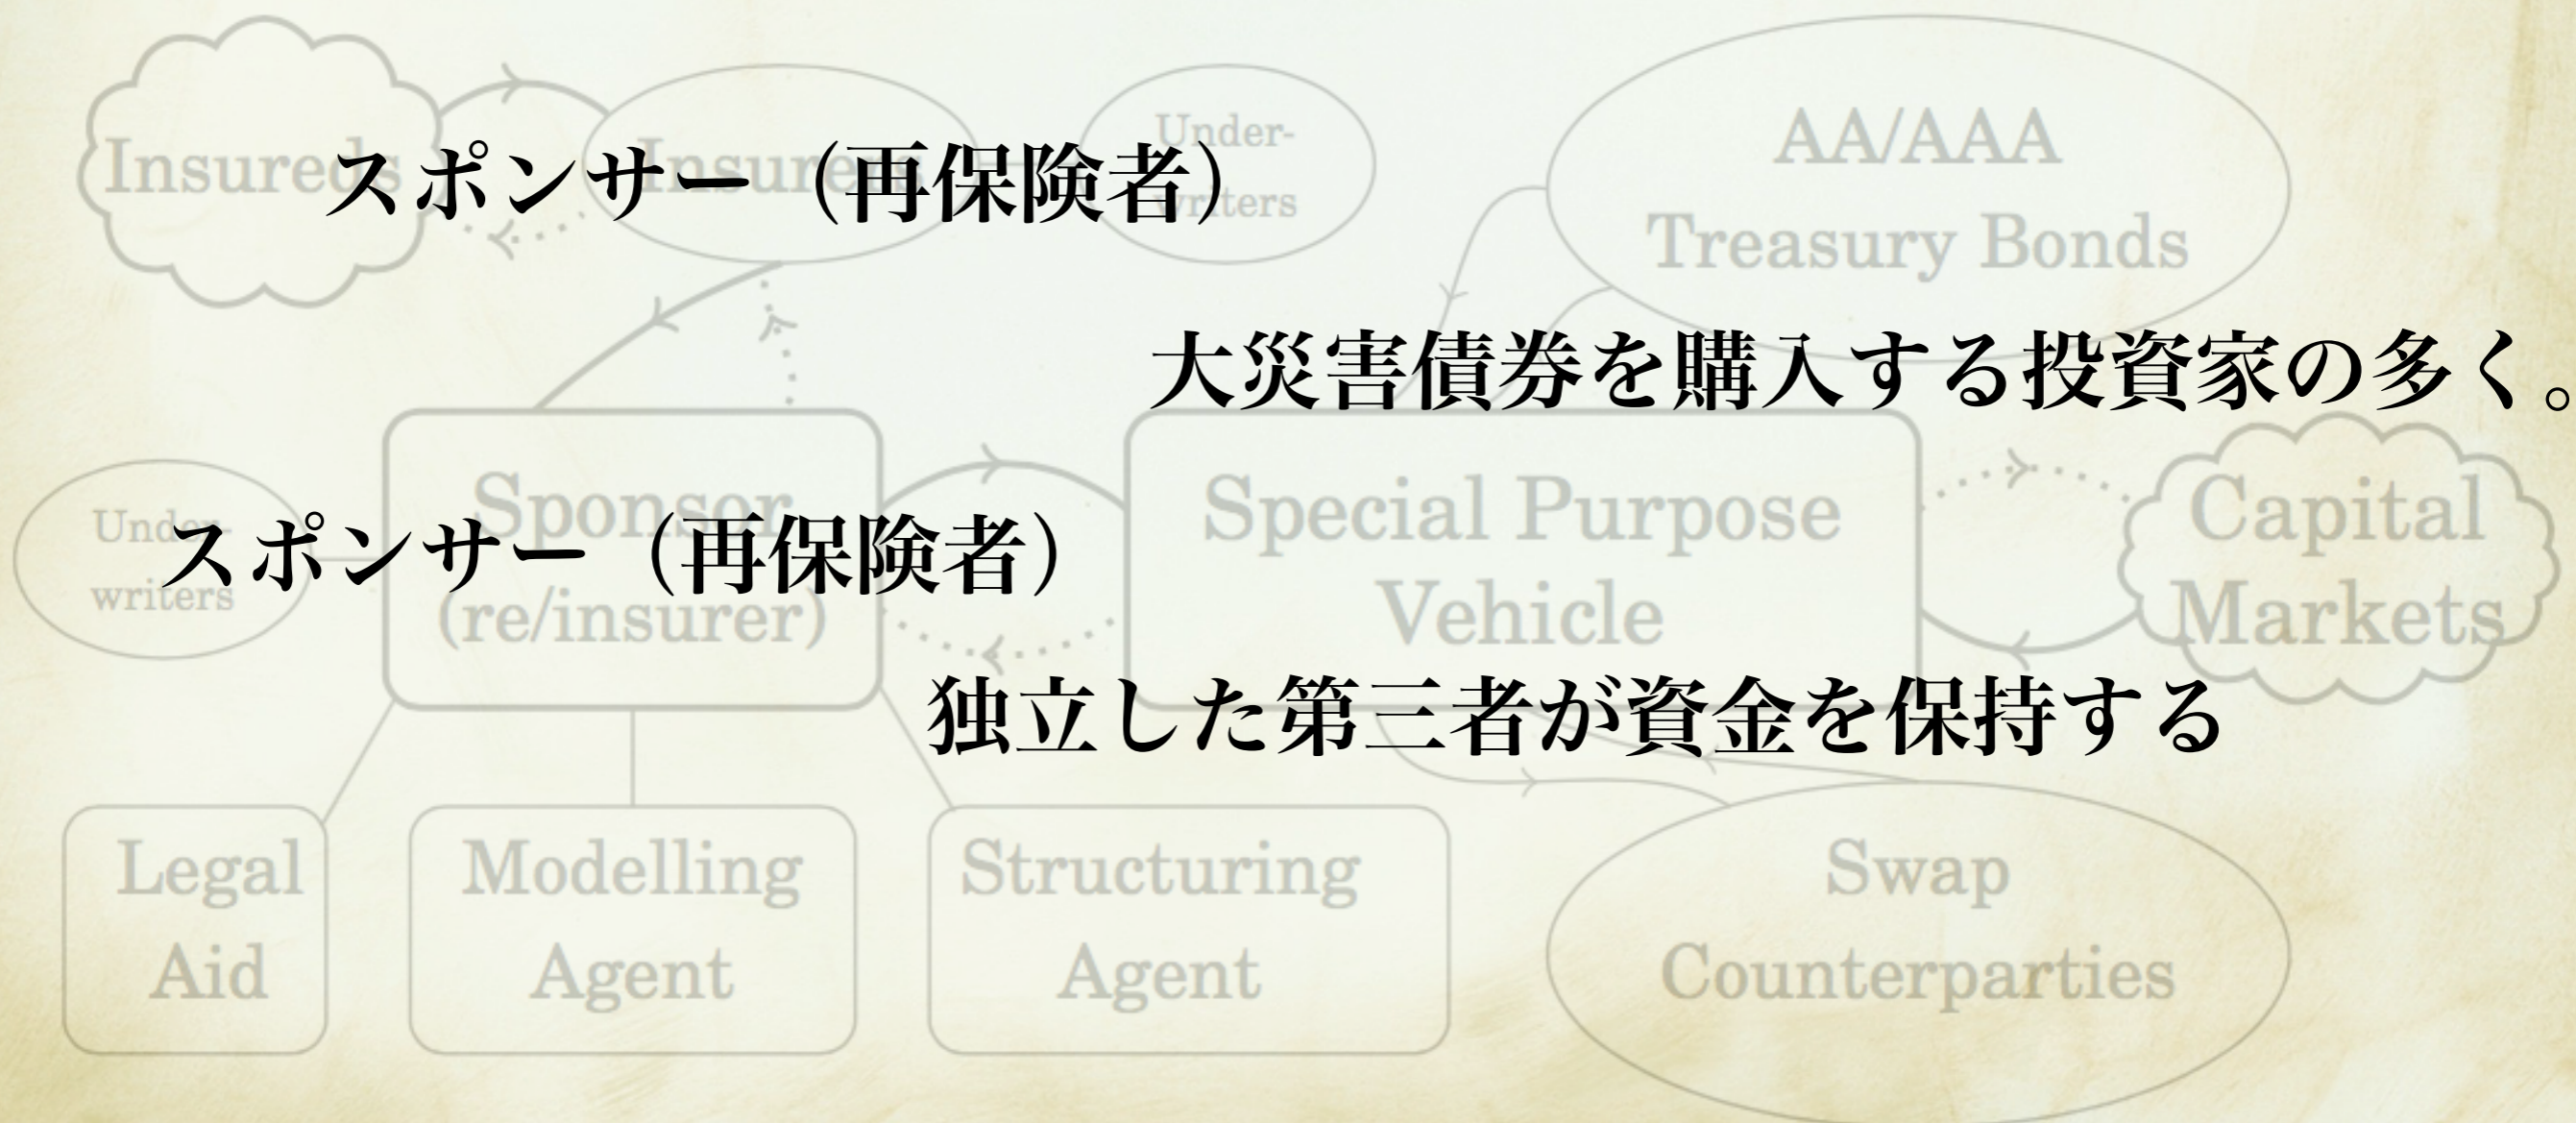 Insureds
Insurers
Under-
writers
AA/AAA
Treasury Bonds
スポンサー（再保険者）
大災害債券を購入する投資家の多く。
Under-
writers
Sponsor
(re/insurer)
スポンサー（再保険者）
Special Purpose
Vehicle
Capital
Markets
独立した第三者が資金を保持する
Legal
Aid
Modelling
Agent
Structuring
Agent
Swap
Counterparties